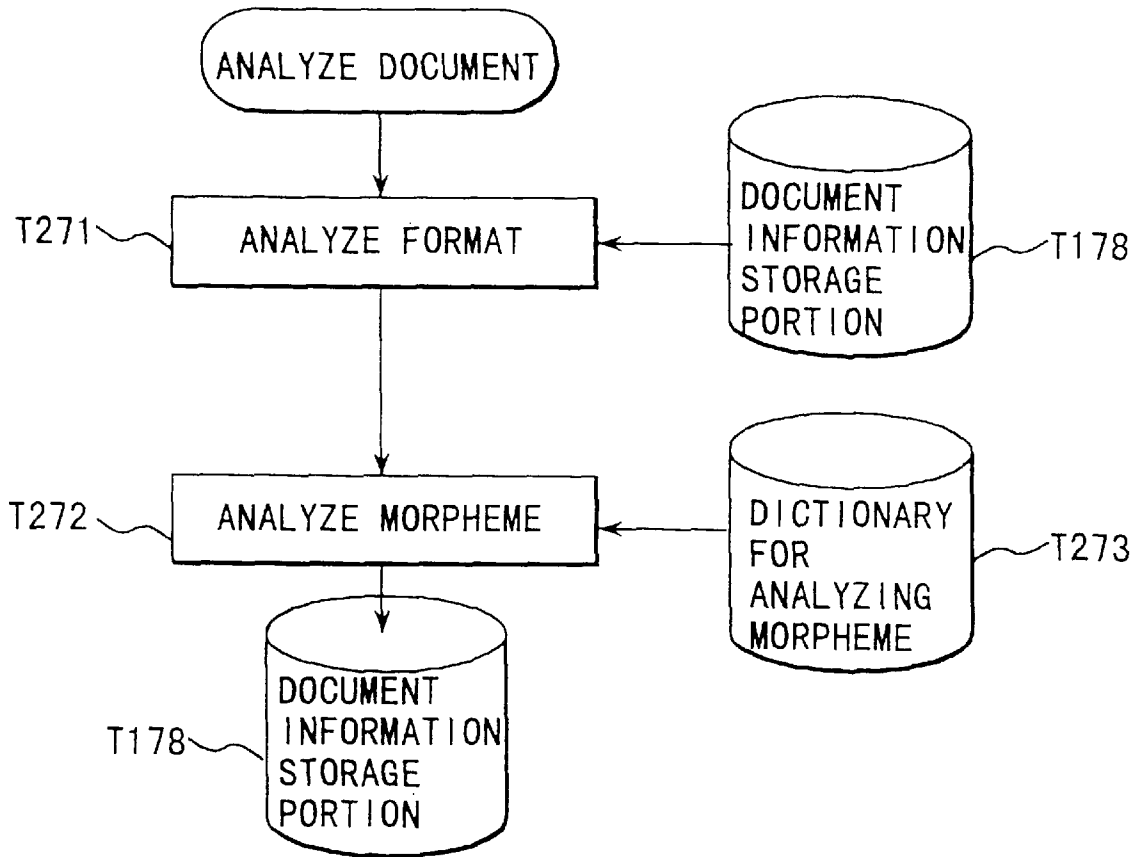 ANALYZE DOCUMENT
T271
ANALYZE FORMAT
DOCUMENT
INFORMATION
STORAGE
PORTION
T178
T272
ANALYZE MORPHEME
DICTIONARY
FOR
ANALYZING
MORPHEME
T273
T178
DOCUMENT
INFORMATION
STORAGE
PORTION